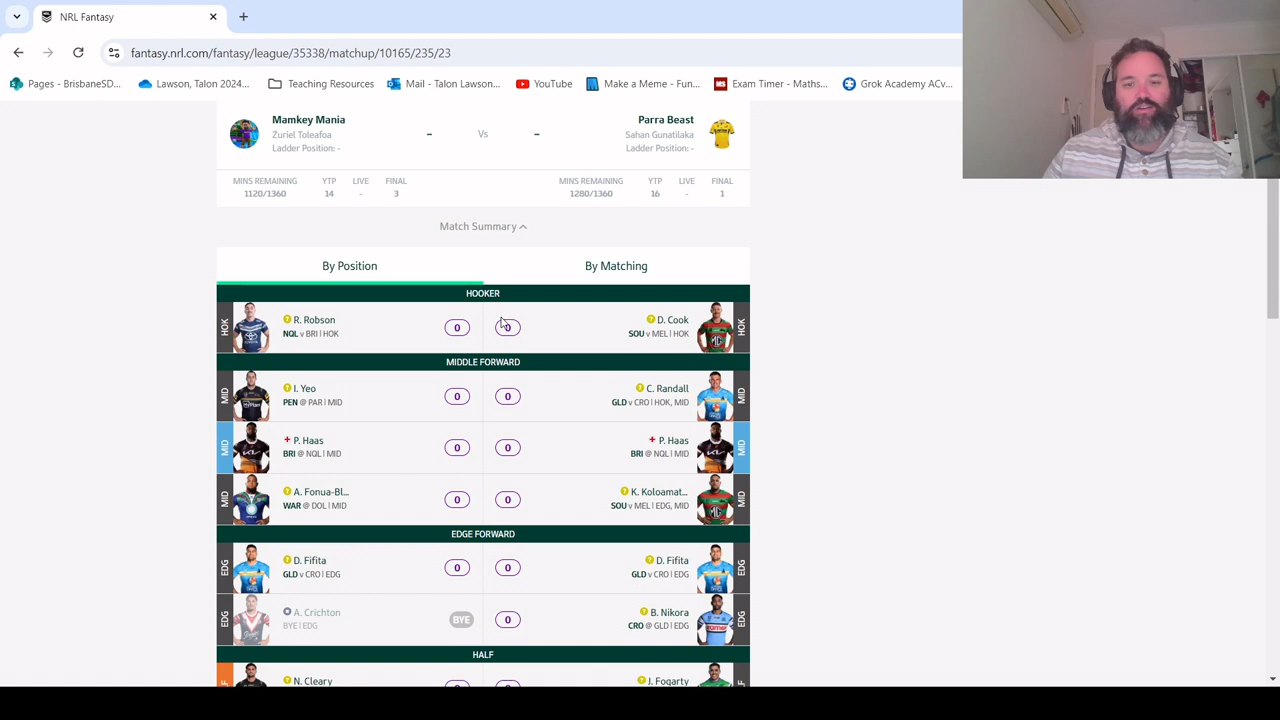 NRL Fantasy
fantasy.nrl.com/fantasy/league/35338/matchup/10165/235/23
Pages - BrisbaneSD...
Lawson, Talon 2024...
Teaching Resources
Mail - Talon Lawson...
YouTube
Make a Meme - Fun...
MS
Exam Timer - Maths...
Grok Academy ACv...
Mamkey Mania
Zuriel Toleafoa
Ladder Position: -
- Vs -
Parra Beast
Sahan Gunatilaka
Ladder Position: -
MINS REMAINING YTP LIVE FINAL
1120/1360 14 - 3
MINS REMAINING YTP LIVE FINAL
1280/1360 16 - 1
Match Summary
By Position By Matching
HOOKER
HOK
? R. Robson
NQL v BRI | HOK
0 0
? D. Cook
SOU v MEL | HOK
HOK
MIDDLE FORWARD
MID
? I. Yeo
PEN @ PAR | MID
0 0
? C. Randall
GLD v CRO | HOK, MID
MID
MID
+ P. Haas
BRI @ NQL | MID
0 0
+ P. Haas
BRI @ NQL | MID
MID
MID
? A. Fonua-Bl...
WAR @ DOL | MID
0 0
? K. Koloamat...
SOU v MEL | EDG, MID
MID
EDGE FORWARD
EDG
? D. Fifita
GLD v CRO | EDG
0 0
? D. Fifita
GLD v CRO | EDG
EDG
EDG
A. Crichton
BYE | EDG
BYE 0
? B. Nikora
CRO @ GLD | EDG
EDG
HALF
N. Cleary
? J. Fogarty